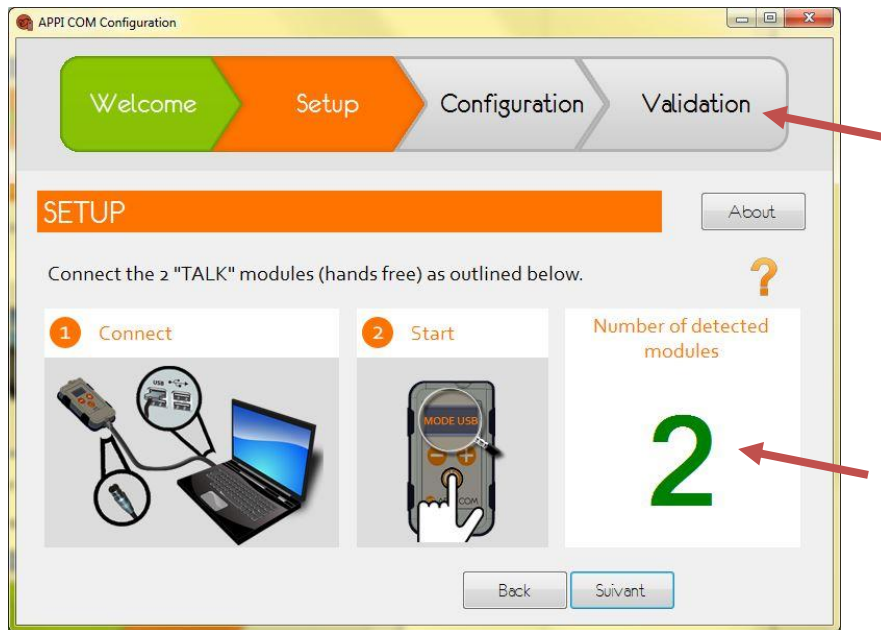 APPI COM Configuration
Welcome Setup Configuration Validation
SETUP
About
Connect the 2 "TALK" modules (hands free) as outlined below.
?
1 Connect
2 Start
Number of detected
modules
USB
MODE USB
2
Back Suivant